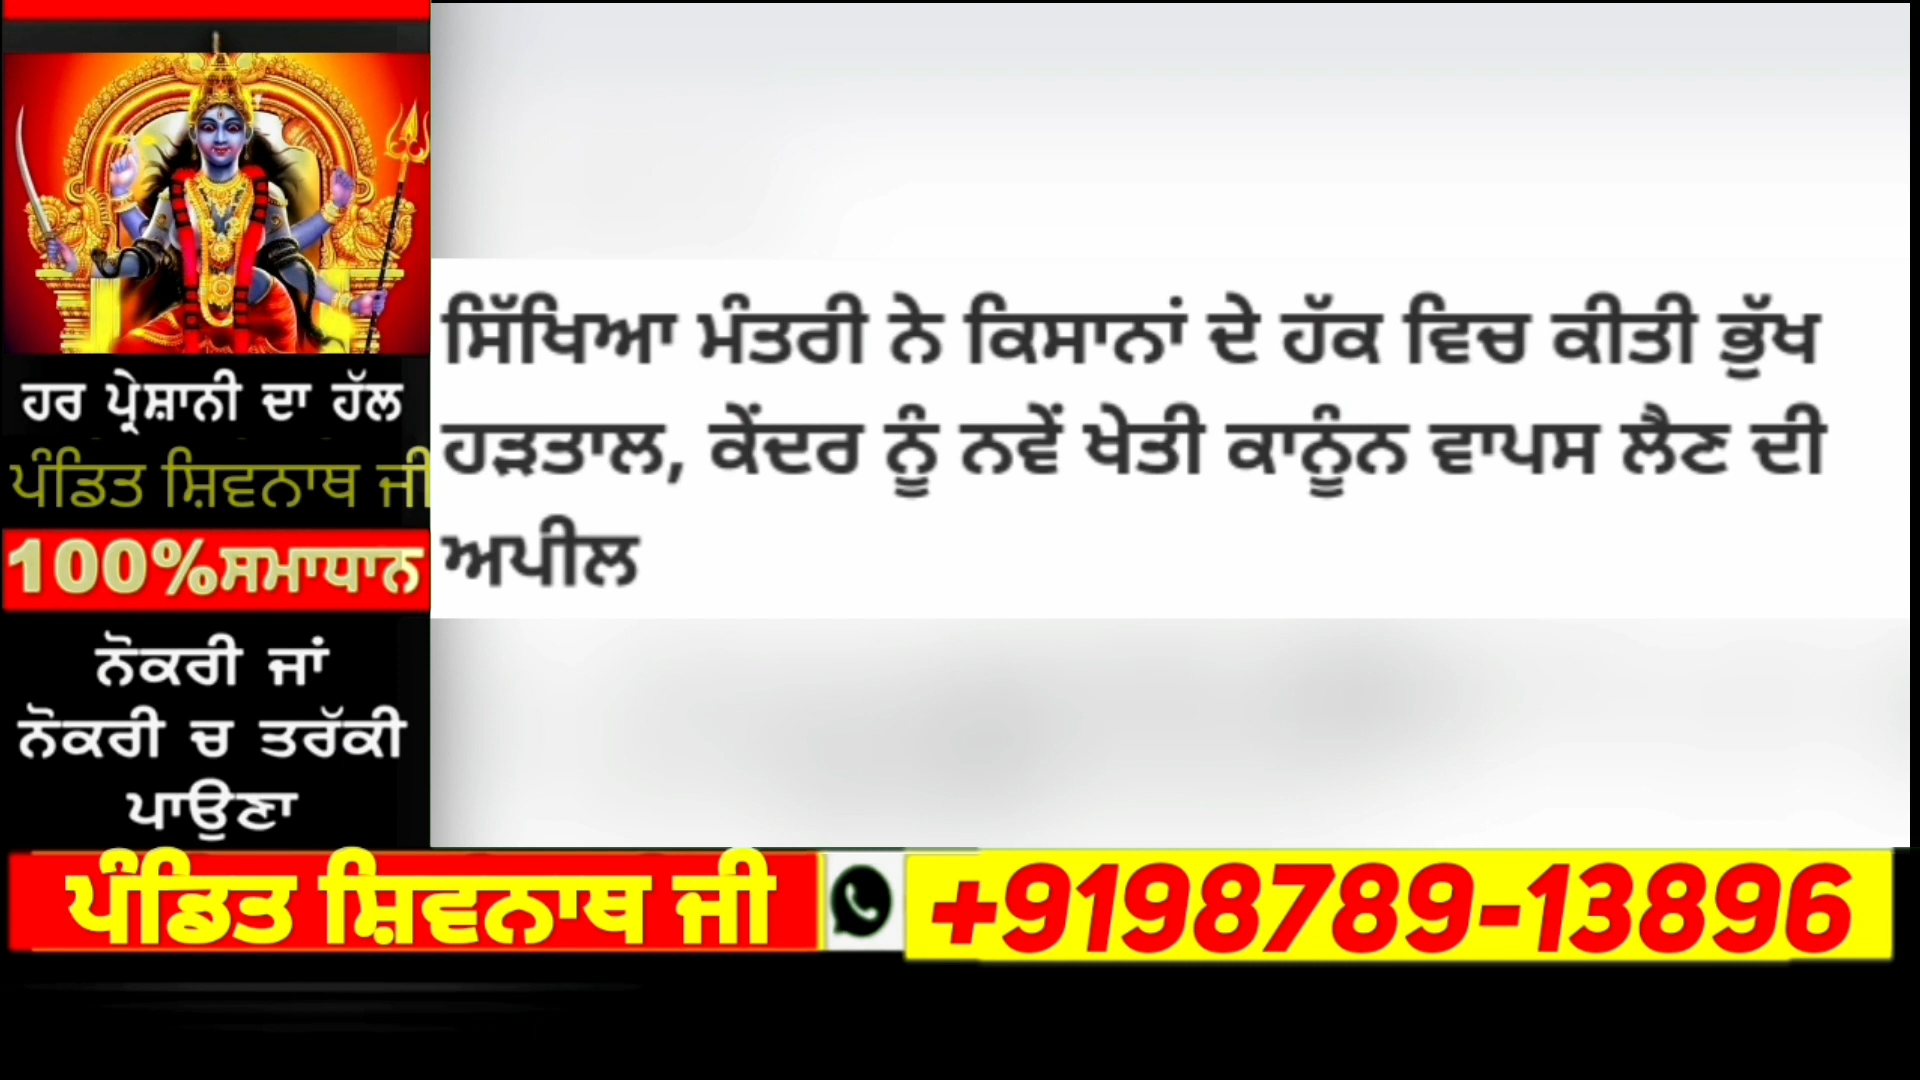 ਹਰ ਪ੍ਰੇਸ਼ਾਨੀ ਦਾ ਹੱਲ
ਪੰਡਿਤ ਸ਼ਿਵਨਾਥ ਜੀ
100%ਸਮਾਧਾਨ
ਨੌਕਰੀ ਜਾਂ
ਨੌਕਰੀ ਚ ਤਰੱਕੀ
ਪਾਉਣਾ
ਸਿੱਖਿਆ ਮੰਤਰੀ ਨੇ ਕਿਸਾਨਾਂ ਦੇ ਹੱਕ ਵਿਚ ਕੀਤੀ ਭੁੱਖ
ਹੜਤਾਲ, ਕੇਂਦਰ ਨੂੰ ਨਵੇਂ ਖੇਤੀ ਕਾਨੂੰਨ ਵਾਪਸ ਲੈਣ ਦੀ
ਅਪੀਲ
ਪੰਡਿਤ ਸ਼ਿਵਨਾਥ ਜੀ +9198789-13896